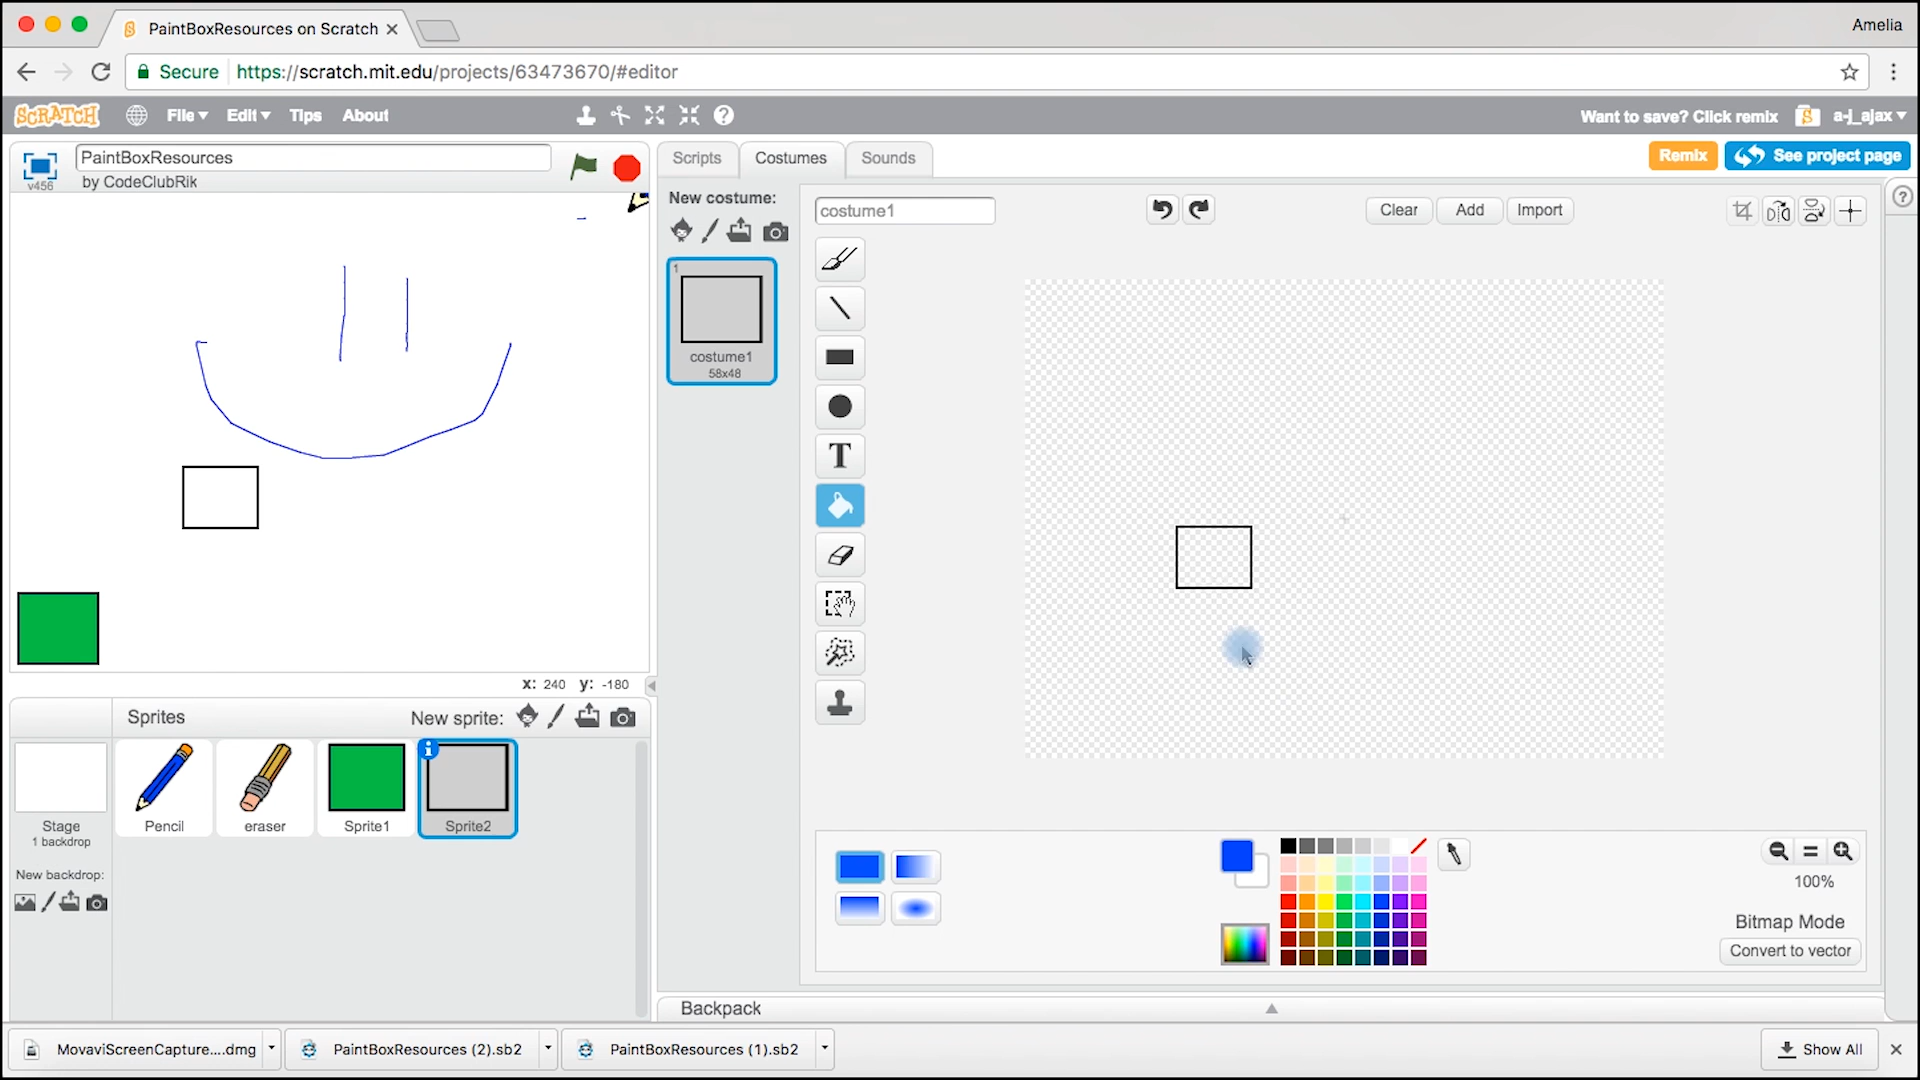 PaintBoxResources on Scratch
Amelia
Secure
https://scratch.mit.edu/projects/63473670/#editor
SCRATCH
File
Edit
Tips
About
Want to save? Click remix
a-j_ajax
v456
PaintBoxResources
by CodeClubRik
Scripts
Costumes
Sounds
Remix
See project page
New costume:
costume1
Clear
Add
Import
1
costume1
58x48
T
x: 240 y: -180
Sprites
New sprite:
Stage
1 backdrop
Pencil
eraser
Sprite1
Sprite2
New backdrop:
100%
Bitmap Mode
Convert to vector
Backpack
MovaviScreenCapture....dmg
PaintBoxResources (2).sb2
PaintBoxResources (1).sb2
Show All